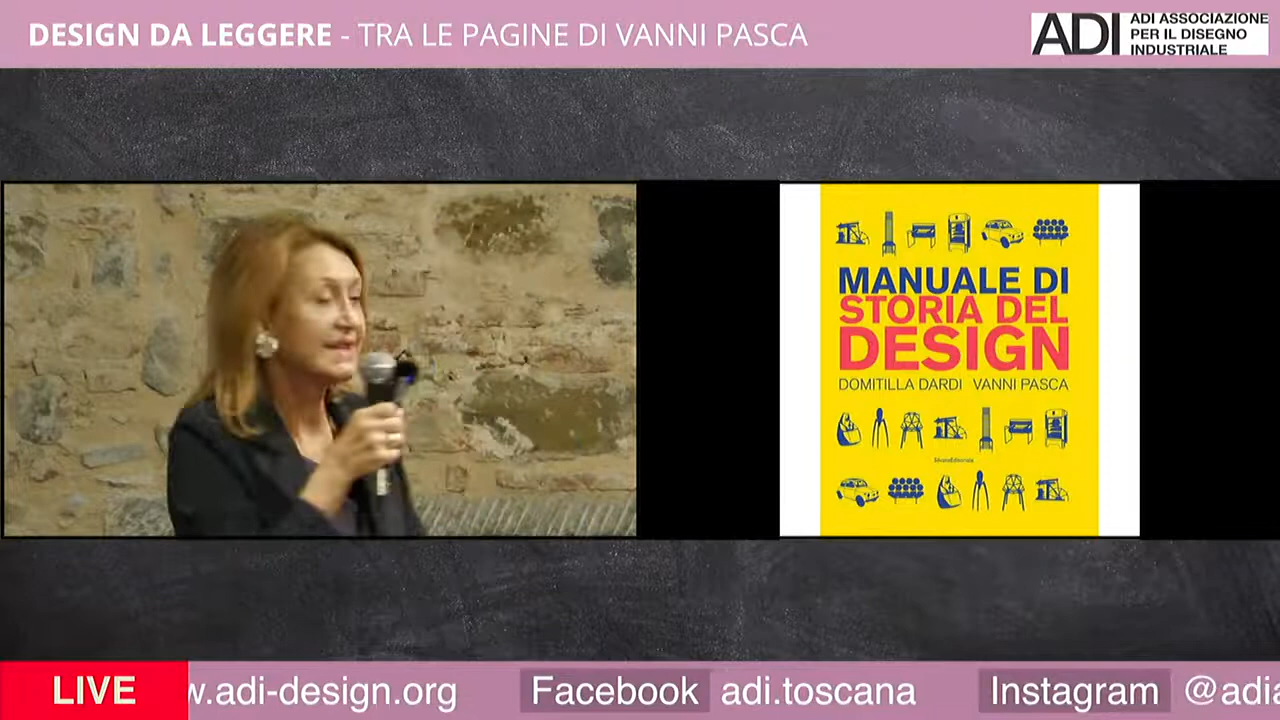 DESIGN DA LEGGERE - TRA LE PAGINE DI VANNI PASCA
ADI
ADI ASSOCIAZIONE
PER IL DISEGNO
INDUSTRIALE
MANUALE DI
STORIA DEL
DESIGN
DOMITILLA DARDI VANNI PASCA
SilvanaEditoriale
LIVE
w.adi-design.org
Facebook adi.toscana
Instagram @adia